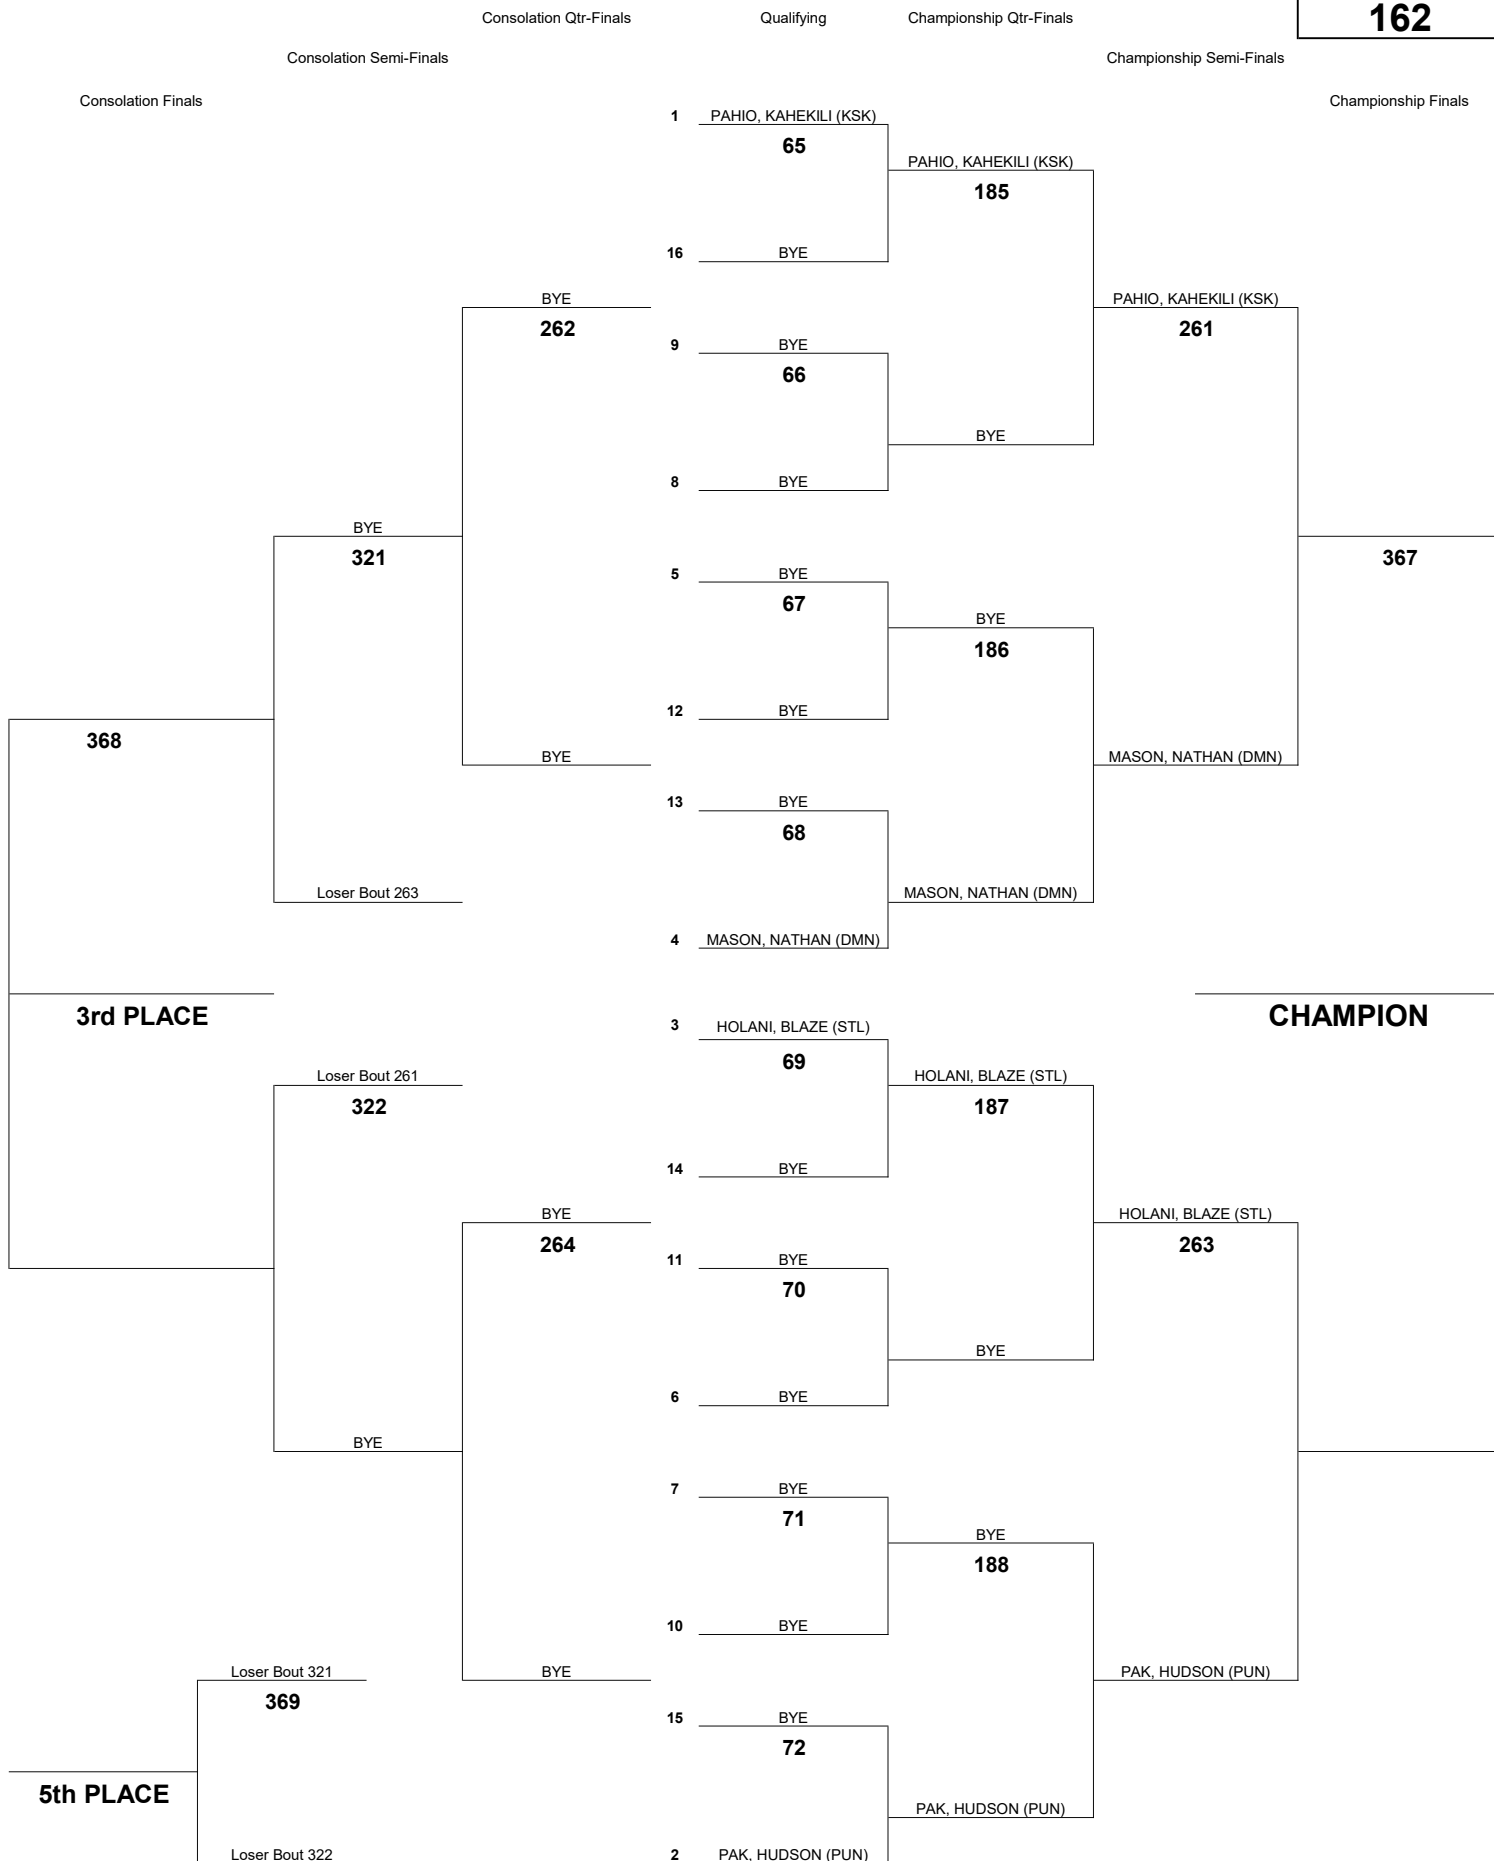 Consolation Qtr-Finals Qualifying Championship Qtr-Finals 162
Consolation Semi-Finals Championship Semi-Finals
Consolation Finals Championship Finals
1 PAHIO, KAHEKILI (KSK)
65
PAHIO, KAHEKILI (KSK)
185
16 BYE
BYE PAHIO, KAHEKILI (KSK)
262 261
9 BYE
66
BYE
8 BYE
BYE
321 367
5 BYE
67
BYE
186
12 BYE
368
BYE MASON, NATHAN (DMN)
13 BYE
68
Loser Bout 263 MASON, NATHAN (DMN)
4 MASON, NATHAN (DMN)
3rd PLACE CHAMPION
3 HOLANI, BLAZE (STL)
69
Loser Bout 261 HOLANI, BLAZE (STL)
322 187
14 BYE
BYE HOLANI, BLAZE (STL)
264 263
11 BYE
70
BYE
6 BYE
BYE
7 BYE
71
BYE
188
10 BYE
Loser Bout 321 BYE PAK, HUDSON (PUN)
369
15 BYE
72
5th PLACE
PAK, HUDSON (PUN)
Loser Bout 322 2 PAK, HUDSON (PUN)